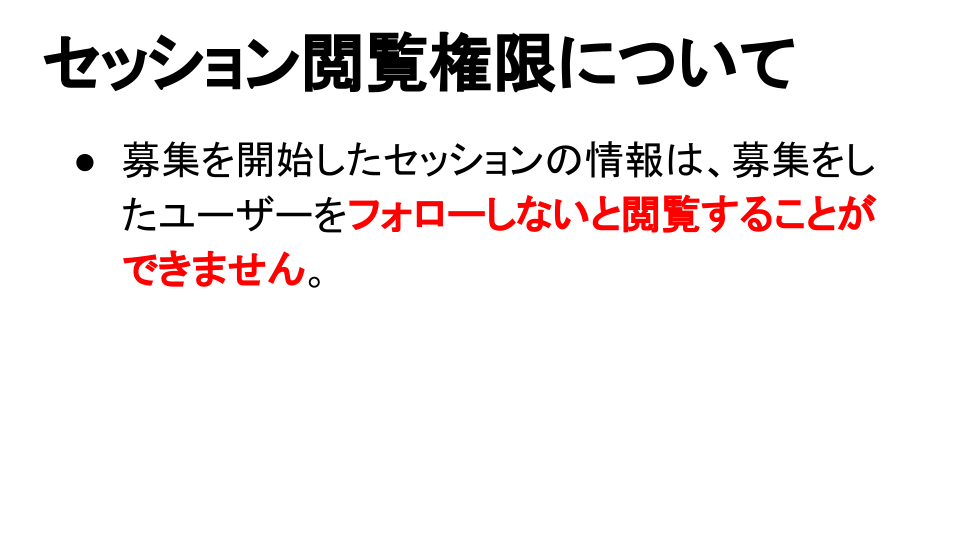 セッション閲覧権限について
● 募集を開始したセッションの情報は、募集をし
たユーザーをフォローしないと閲覧することが
できません。